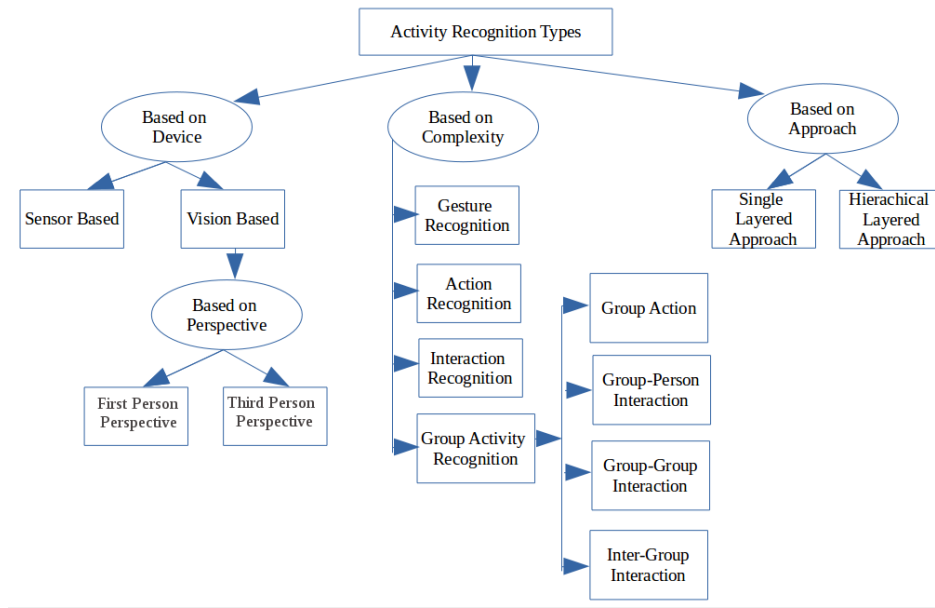 Activity Recognition Types
Based on
Device
Based on
Complexity
Based on
Approach
Sensor Based
Vision Based
Single
Layered
Approach
Hierachical
Layered
Approach
Gesture
Recognition
Based on
Perspective
Action
Recognition
Group Action
Interaction
Recognition
Group-Person
Interaction
First Person
Perspective
Third Person
Perspective
Group Activity
Recognition
Group-Group
Interaction
Inter-Group
Interaction